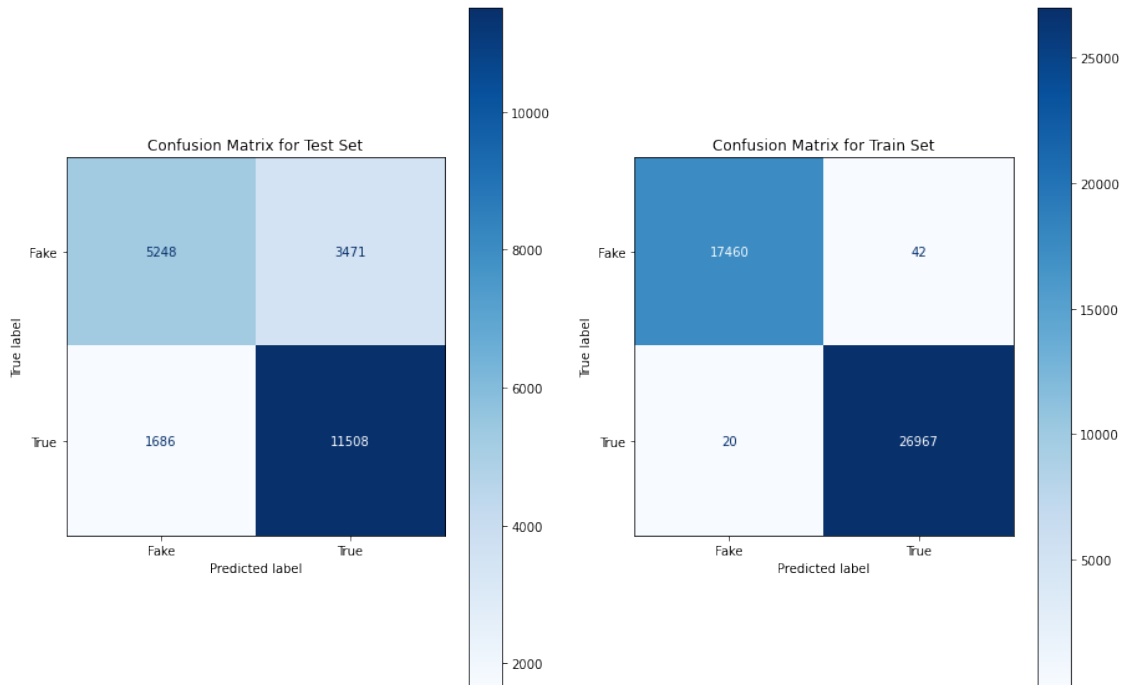 Confusion Matrix for Test Set
True label
Fake
5248
3471
True
1686
11508
Fake
True
Predicted label
10000
8000
6000
4000
2000
Confusion Matrix for Train Set
True label
Fake
17460
42
True
20
26967
Fake
True
Predicted label
25000
20000
15000
10000
5000